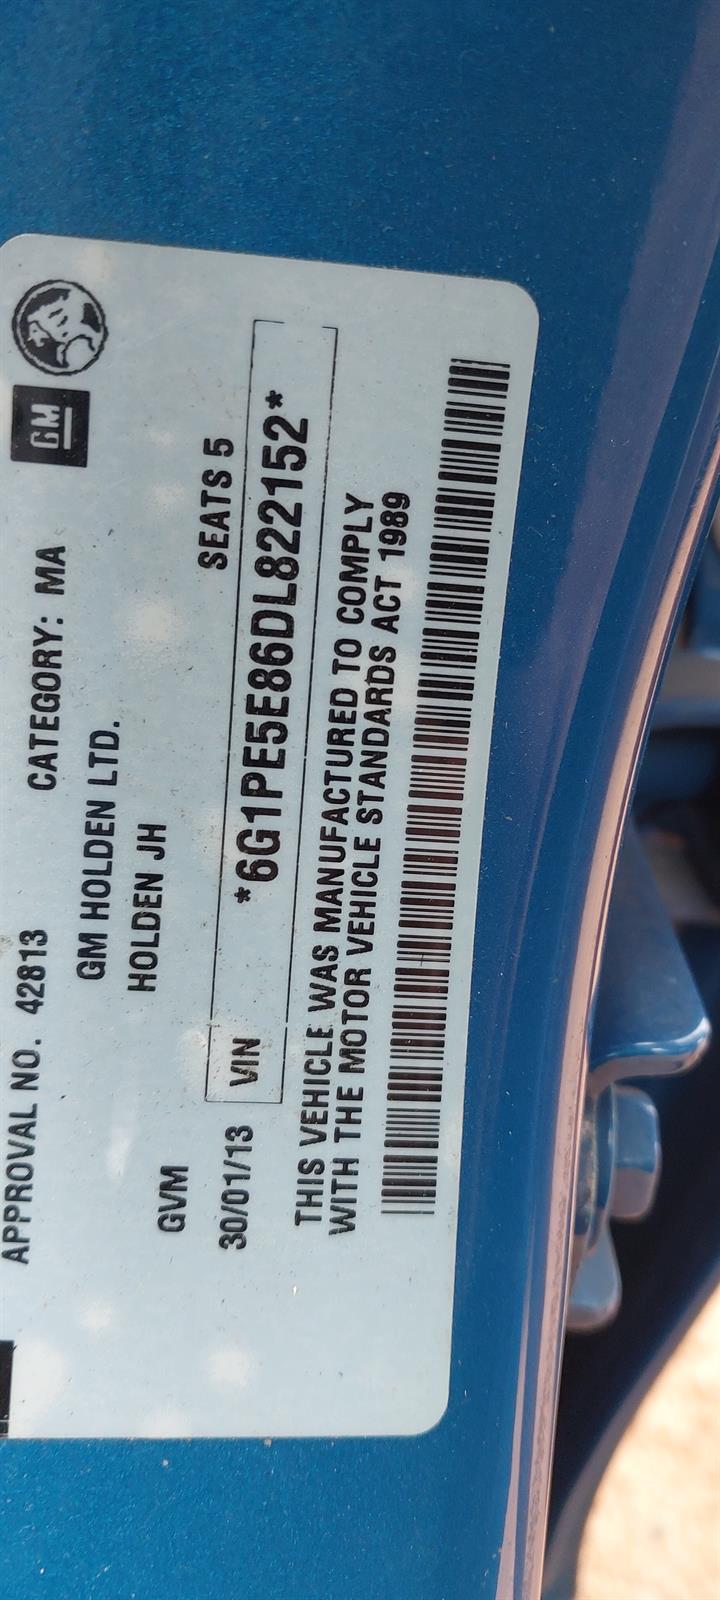 APPROVAL NO. 42813 CATEGORY: MA GM
GM HOLDEN LTD.
HOLDEN JH
GVM SEATS 5
30/01/13 VIN *6G1PE5E86DL822152*
THIS VEHICLE WAS MANUFACTURED TO COMPLY
WITH THE MOTOR VEHICLE STANDARDS ACT 1989